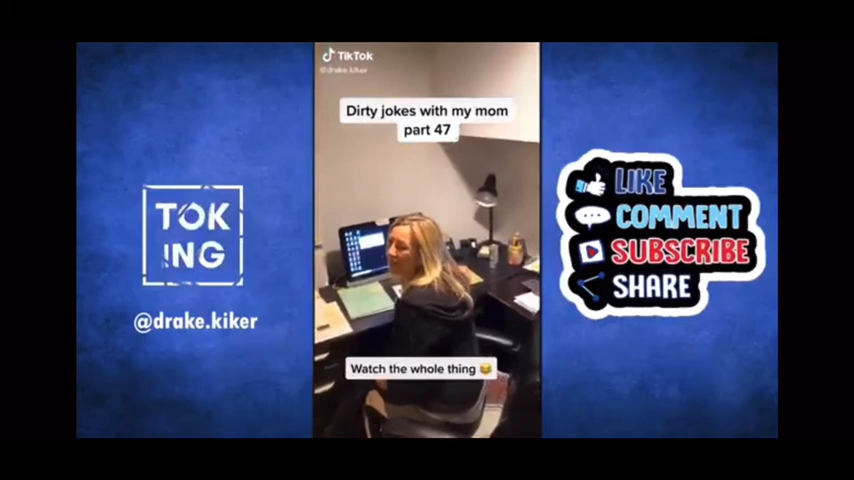 TikTok
@drake.kiker
Dirty jokes with my mom
part 47
TOK
ING
@drake.kiker
LIKE
COMMENT
SUBSCRIBE
SHARE
Watch the whole thing 😂